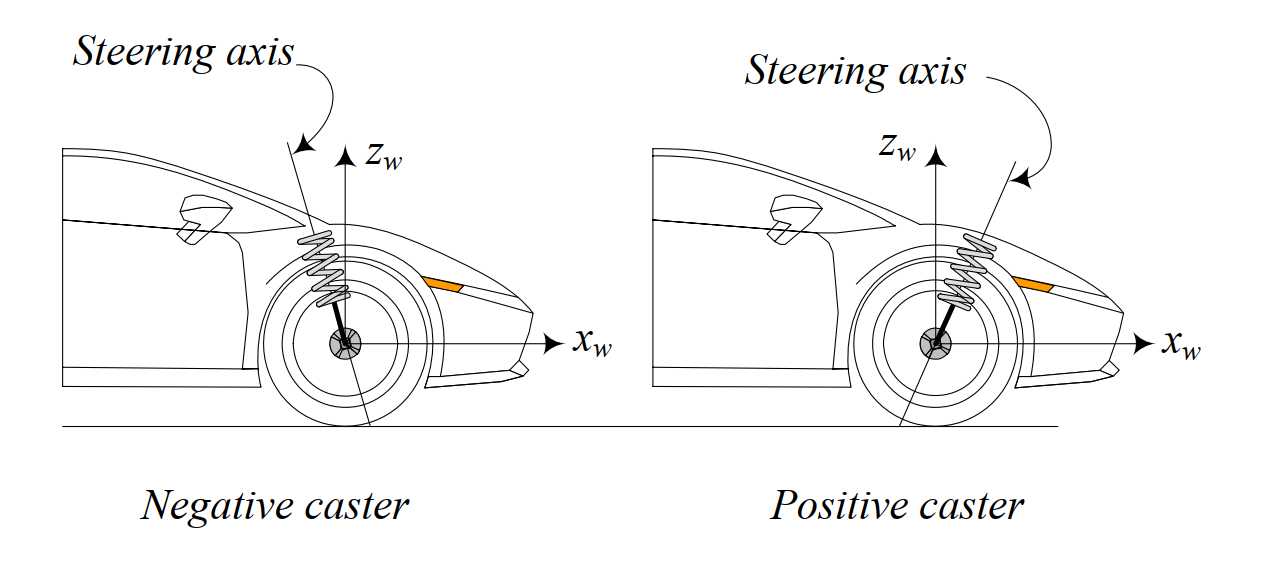 Steering axis
Steering axis
z_w
z_w
x_w
x_w
Negative caster
Positive caster